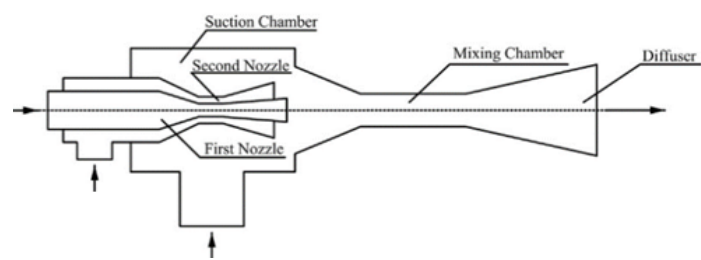 Suction Chamber
Second Nozzle
Mixing Chamber
Diffuser
First Nozzle